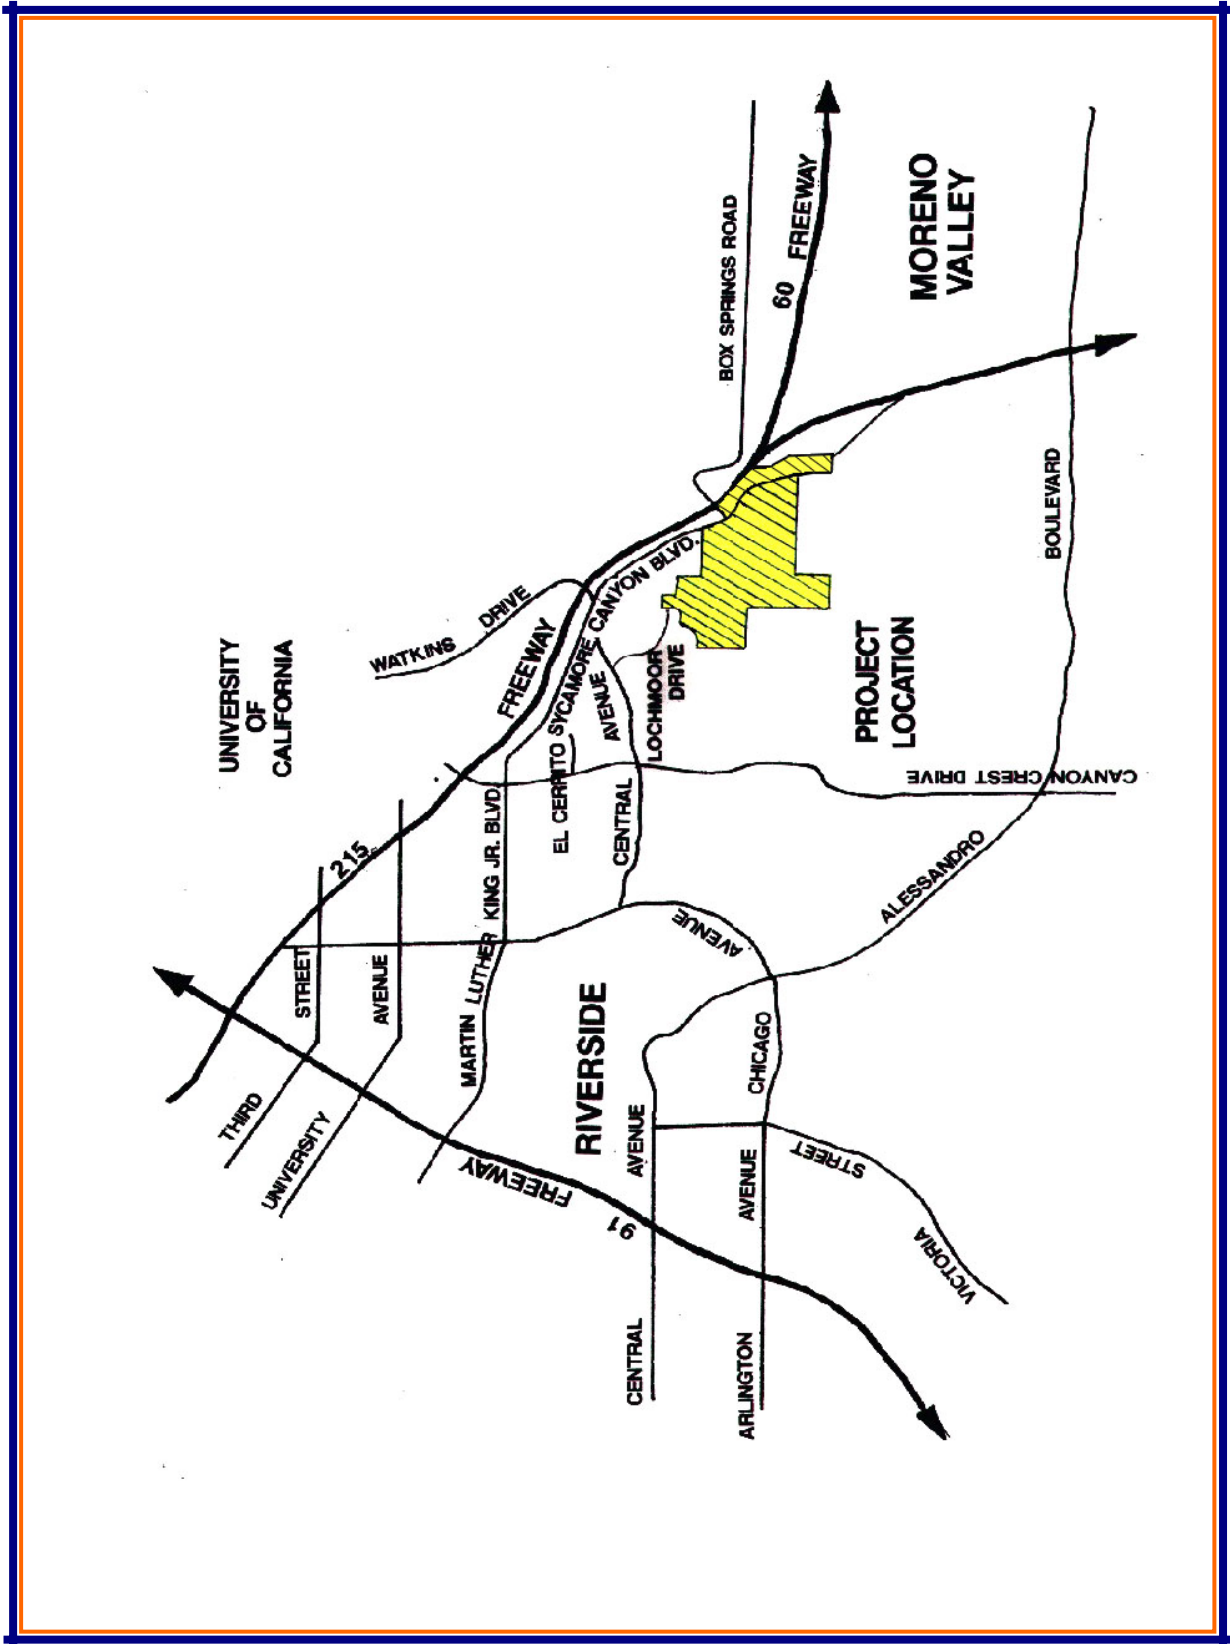 UNIVERSITY
OF
CALIFORNIA
WATKINS DRIVE
BOX SPRINGS ROAD
60 FREEWAY
MORENO
VALLEY
215 FREEWAY
SYCAMORE CANYON BLVD.
THIRD STREET
UNIVERSITY AVENUE
MARTIN LUTHER KING JR. BLVD.
EL CERRITO
CENTRAL AVENUE
LOCHMOOR
DRIVE
PROJECT
LOCATION
CANYON CREST DRIVE
ALESSANDRO BOULEVARD
RIVERSIDE
CHICAGO AVENUE
91 FREEWAY
CENTRAL AVENUE
ARLINGTON AVENUE
VICTORIA STREET